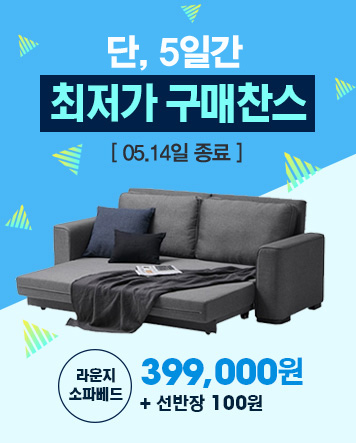 단, 5일간
최저가 구매찬스
[ 05.14일 종료 ]
라운지
소파베드
399,000원
+ 선반장 100원